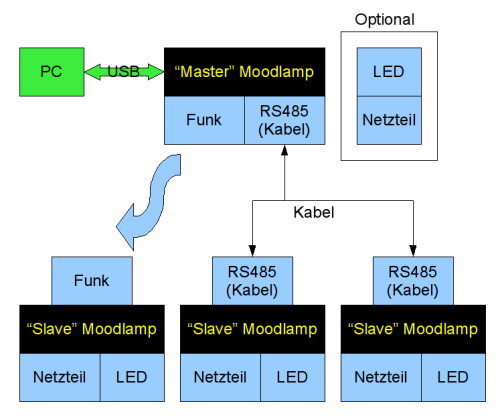 Optional
PC
USB
“Master” Moodlamp
LED
Funk
RS485
(Kabel)
Netzteil
Kabel
Funk
RS485
(Kabel)
RS485
(Kabel)
“Slave” Moodlamp
“Slave” Moodlamp
“Slave” Moodlamp
Netzteil
LED
Netzteil
LED
Netzteil
LED